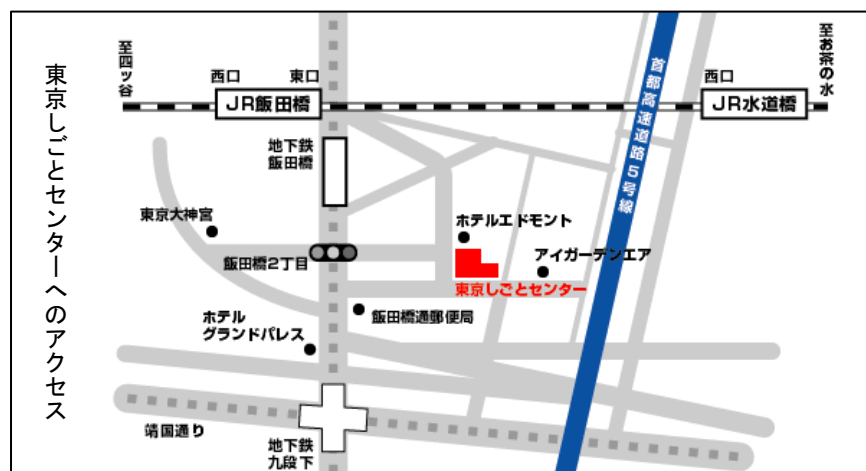 東京しごとセンターへのアクセス
至四ッ谷
西口
東口
JR飯田橋
西口
JR水道橋
至お茶の水
首都高速道路5号線
地下鉄
飯田橋
東京大神宮
飯田橋2丁目
ホテルエドモント
アイガーデンエア
東京しごとセンター
飯田橋通郵便局
ホテル
グランドパレス
靖国通り
地下鉄
九段下